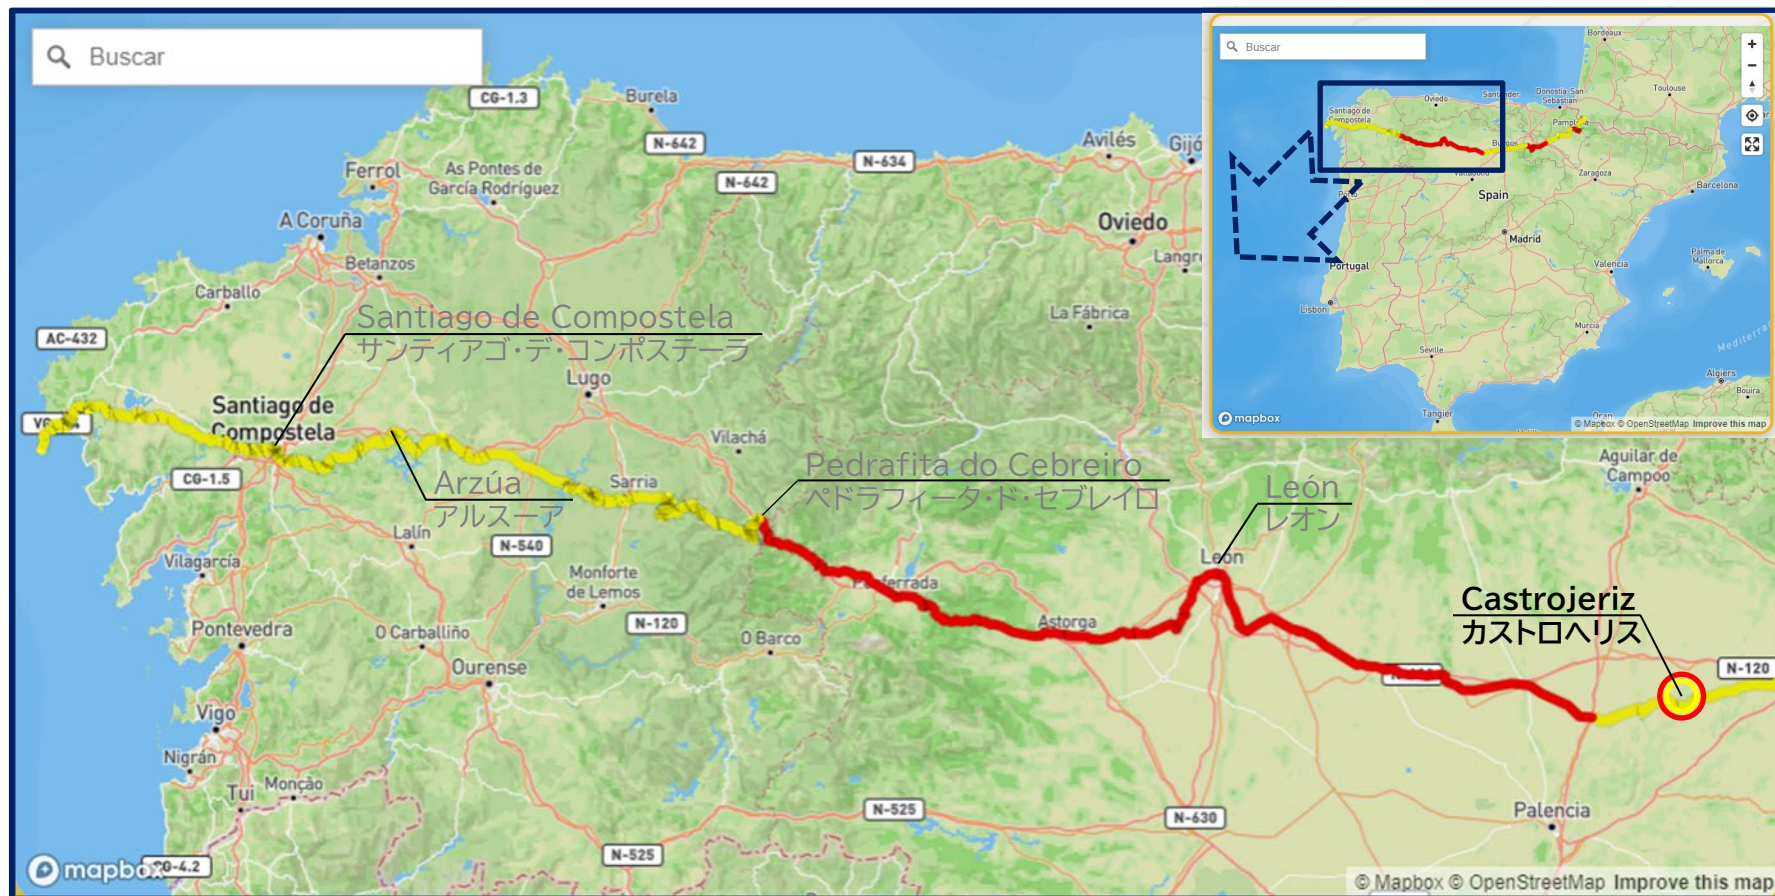 Buscar
CG-1.3
Burela
N-642
Avilés
N-634
Ferrol
As Pontes de
García Rodríguez
N-642
A Coruña
Oviedo
Betanzos
Carballo
La Fábrica
Santiago de Compostela
サンティアゴ・デ・コンポステーラ
AC-432
Lugo
Santiago de
Compostela
Vilachá
CG-1.5
Arzúa
アルスーア
Sarria
Pedrafita do Cebreiro
ペドラフィータ・ド・セブレイロ
León
レオン
Aguilar de
Campoo
Lalín
N-540
Vilagarcía
Monforte
de Lemos
León
Castrojeriz
カストロヘリス
Pontevedra
O Carballiño
N-120
O Barco
Astorga
Ourense
N-120
Vigo
Nigrán
Tui
Monção
N-525
N-630
Palencia
N-525
mapbox
© Mapbox © OpenStreetMap Improve this map
Buscar
Bordeaux
Oviedo
Santander
Donostia-San
Sebastián
Toulouse
Santiago de
Compostela
Burgos
Valladolid
Zaragoza
Barcelona
Porto
Spain
Madrid
Portugal
Valencia
Palma de
Mallorca
Lisbon
Murcia
Seville
Algiers
Bouira
Tangier
Oran
mapbox
© Mapbox © OpenStreetMap Improve this map